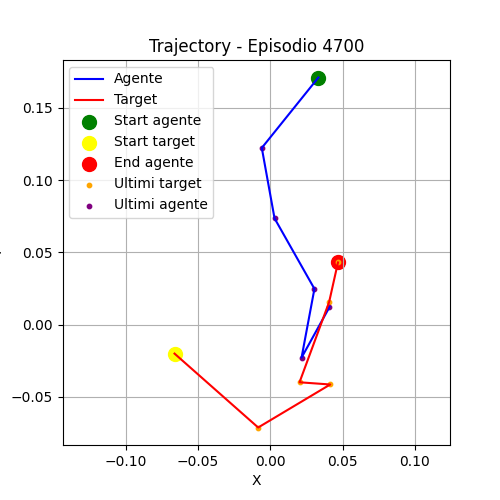 Trajectory - Episodio 4700
Agente
Target
Start agente
Start target
End agente
Ultimi target
Ultimi agente
0.15
0.10
0.05
0.00
−0.05
−0.10
−0.05
0.00
0.05
0.10
X